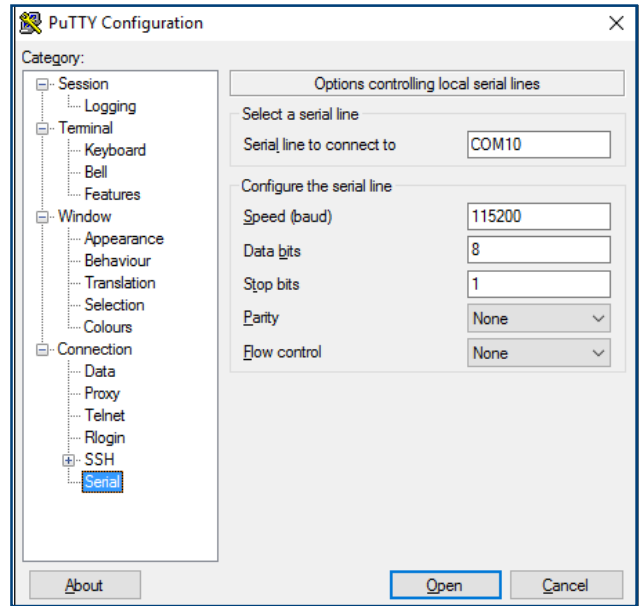 PuTTY Configuration
Category:
Session
Logging
Terminal
Keyboard
Bell
Features
Window
Appearance
Behaviour
Translation
Selection
Colours
Connection
Data
Proxy
Telnet
Rlogin
SSH
Serial
Options controlling local serial lines
Select a serial line
Serial line to connect to COM10
Configure the serial line
Speed (baud) 115200
Data bits 8
Stop bits 1
Parity None
Flow control None
About Open Cancel